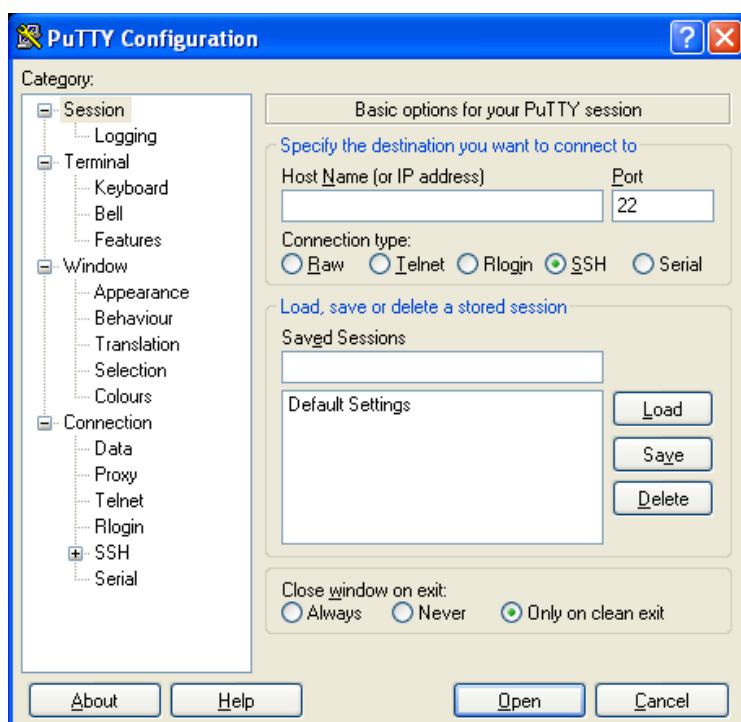 PuTTY Configuration
Category:
Session
Logging
Terminal
Keyboard
Bell
Features
Window
Appearance
Behaviour
Translation
Selection
Colours
Connection
Data
Proxy
Telnet
Rlogin
SSH
Serial
Basic options for your PuTTY session
Specify the destination you want to connect to
Host Name (or IP address) Port
22
Connection type:
Raw Telnet Rlogin SSH Serial
Load, save or delete a stored session
Saved Sessions
Default Settings
Load
Save
Delete
Close window on exit:
Always Never Only on clean exit
About Help Open Cancel